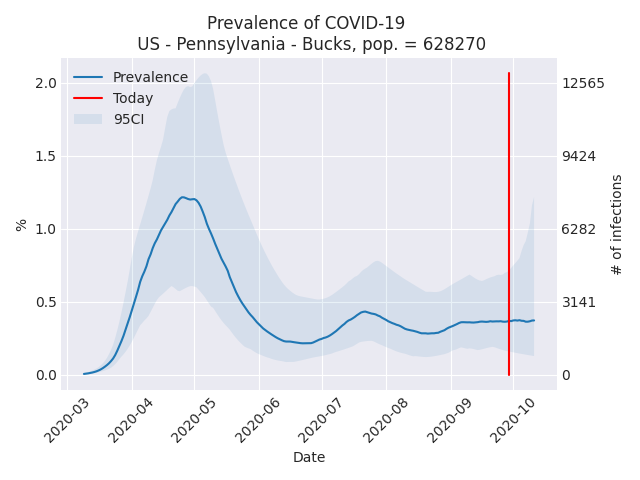 Prevalence of COVID-19
US - Pennsylvania - Bucks, pop. = 628270
Prevalence
Today
95CI
2.0
1.5
1.0
0.5
0.0
%
12565
9424
6282
3141
0
# of infections
2020-03
2020-04
2020-05
2020-06
2020-07
2020-08
2020-09
2020-10
Date